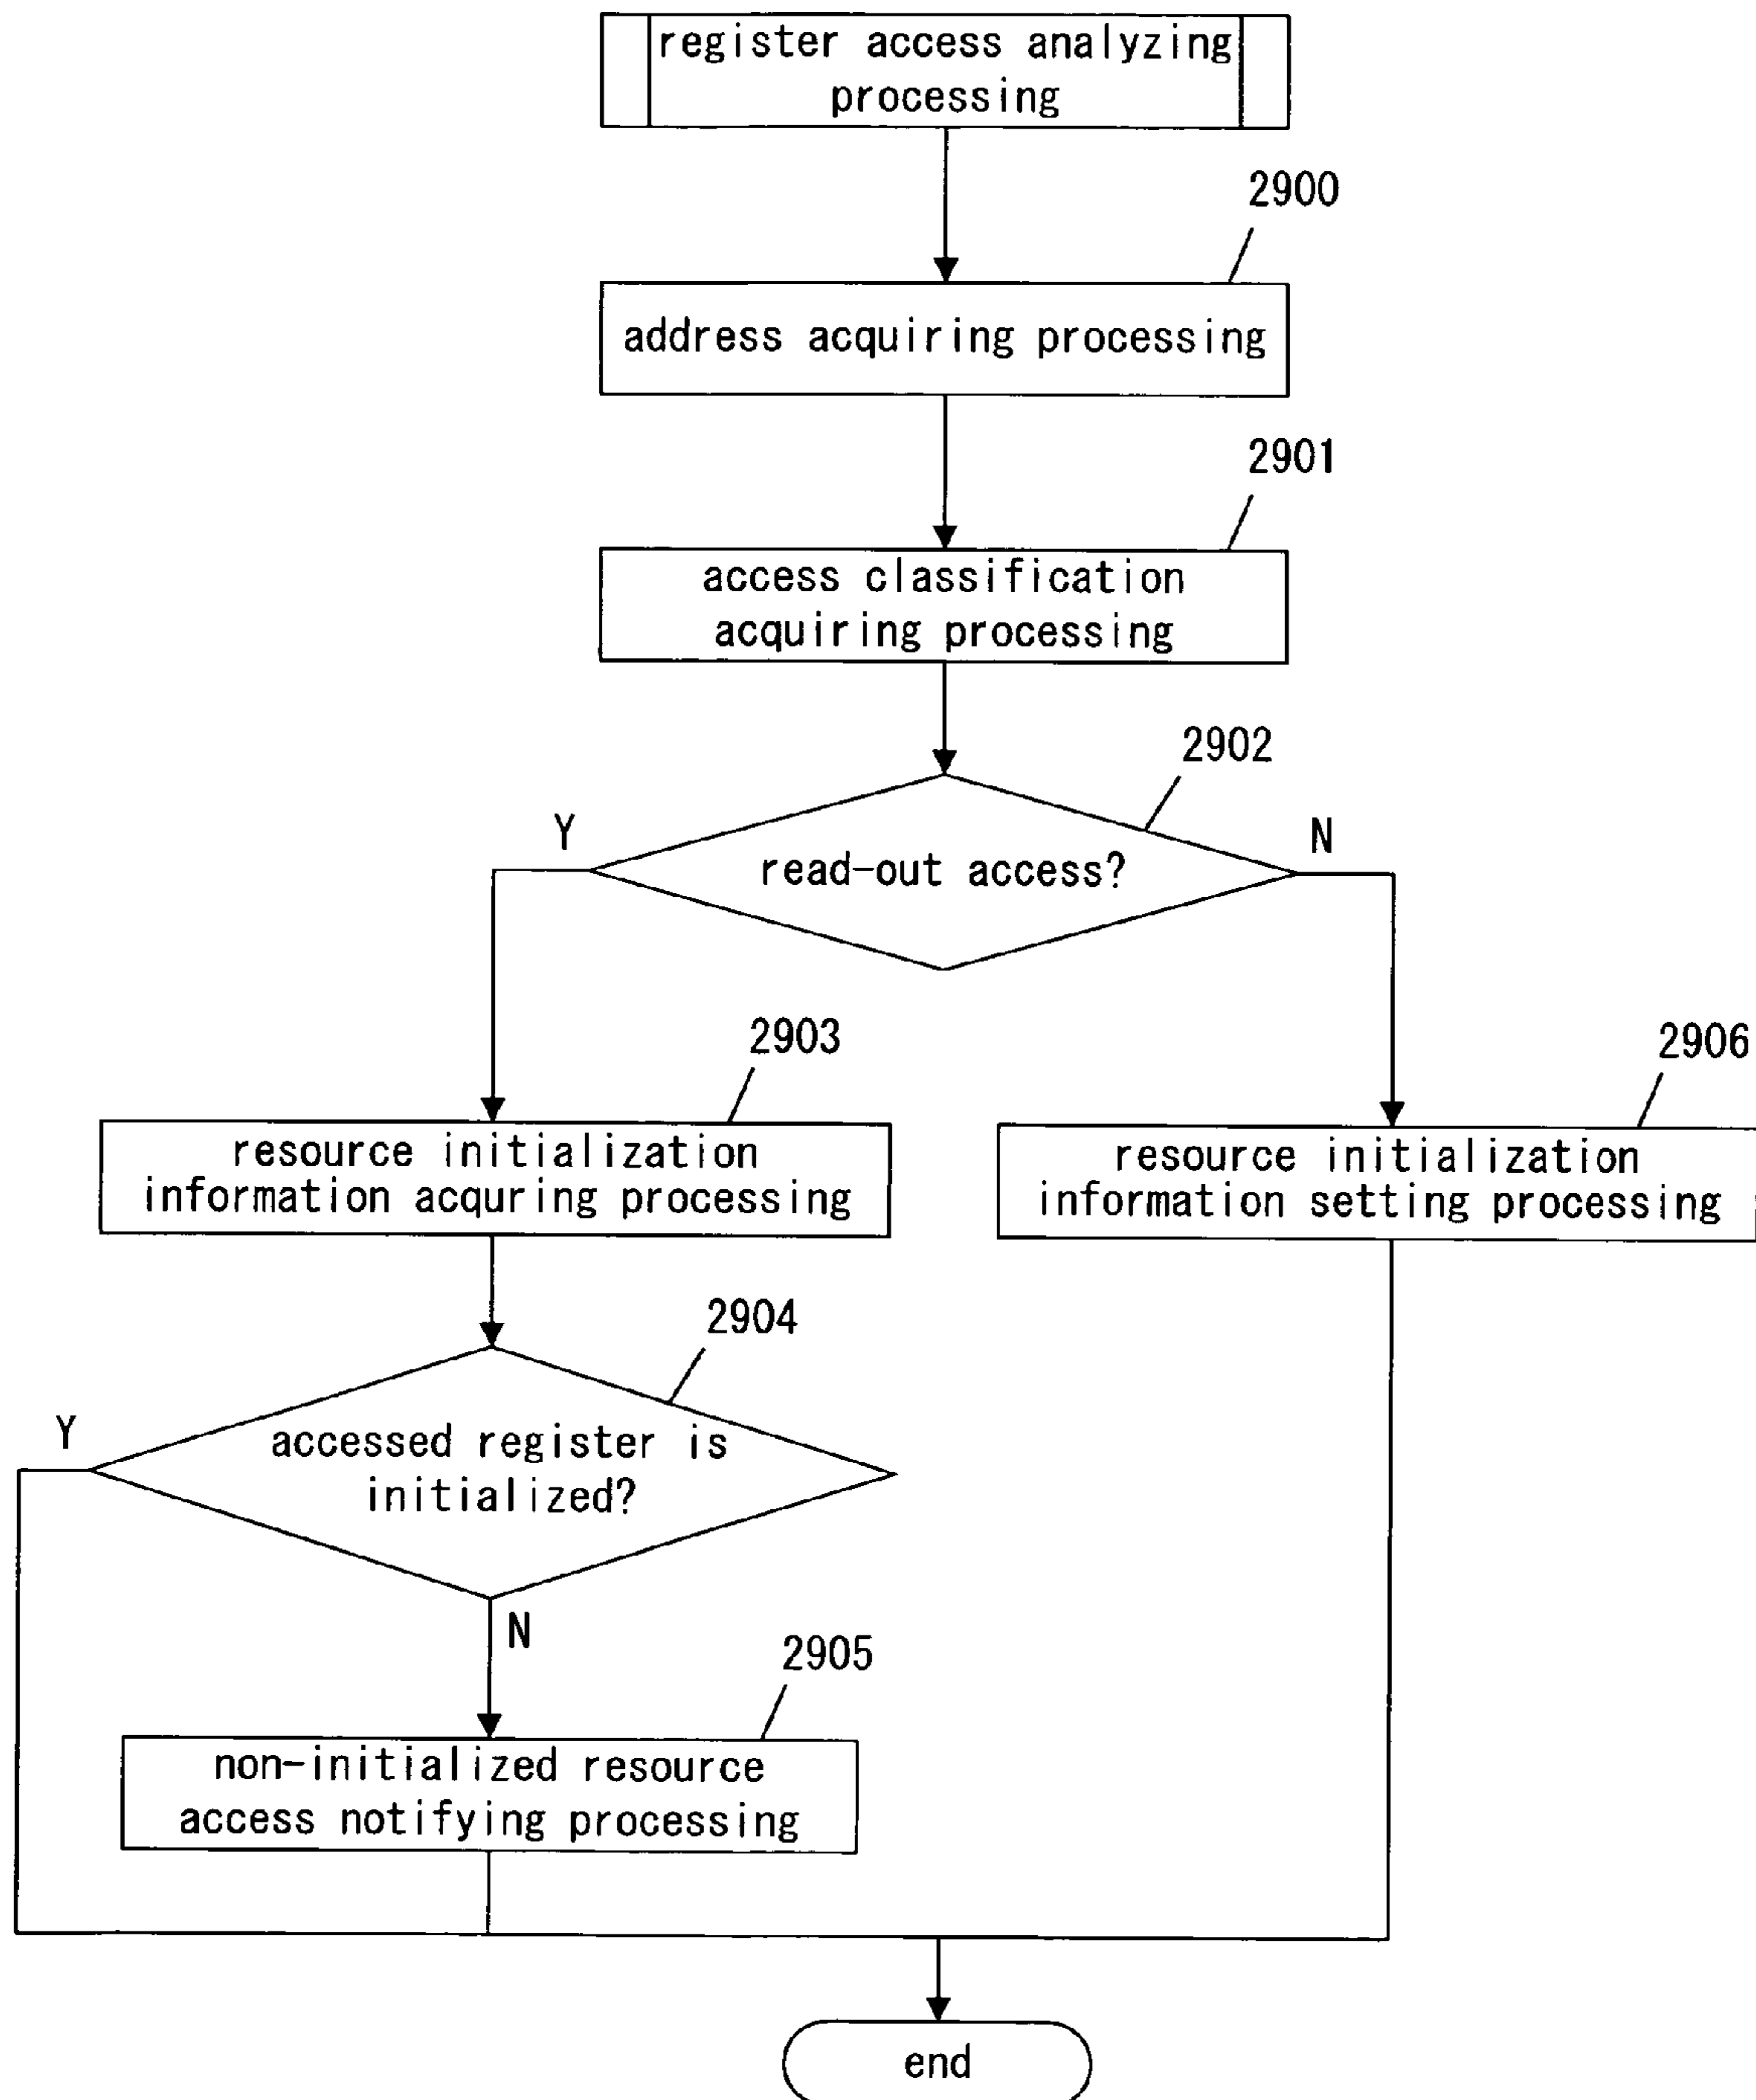 register access analyzing
processing
2900
address acquiring processing
2901
access classification
acquiring processing
2902
Y
N
read-out access?
2903
2906
resource initialization
information acquring processing
resource initialization
information setting processing
2904
Y
accessed register is
initialized?
N
2905
non-initialized resource
access notifying processing
end